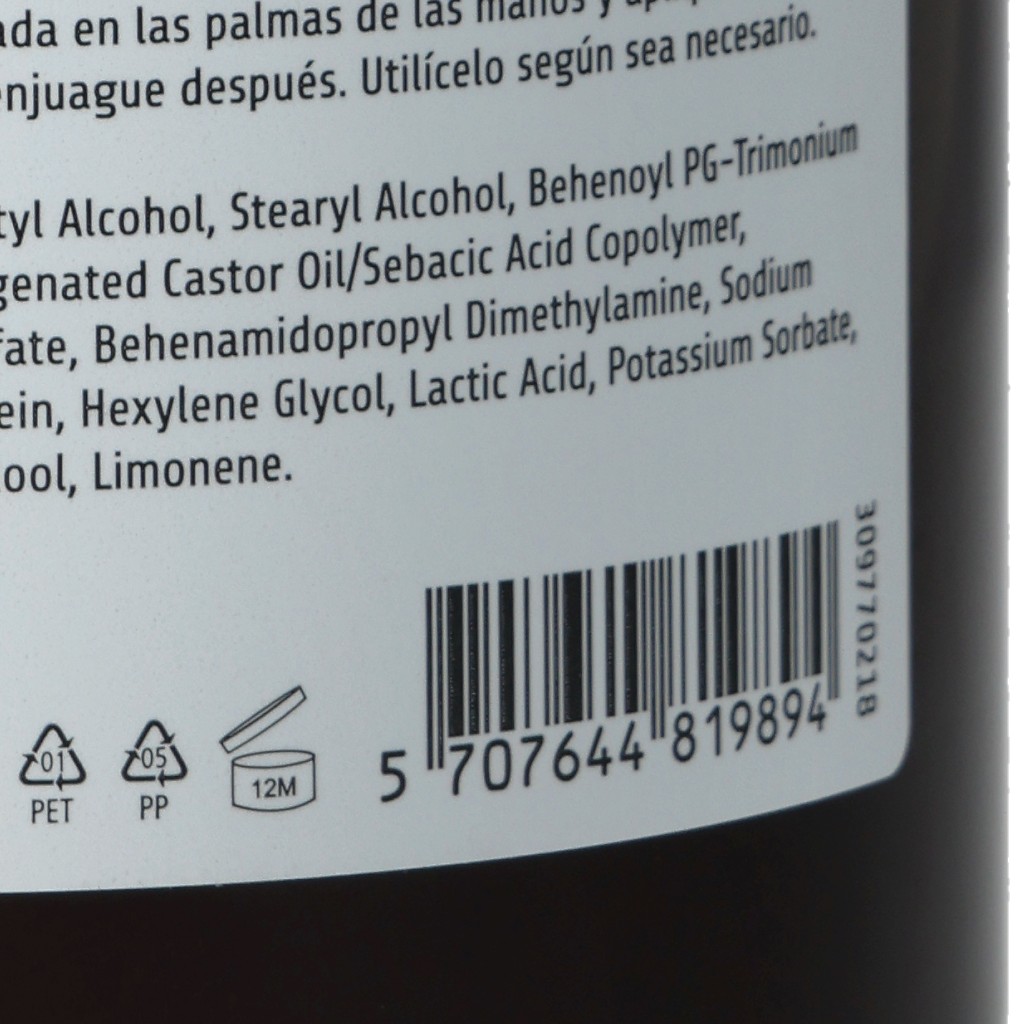 ada en las palmas de las manos y
enjuague después. Utilícelo según sea necesario.
tyl Alcohol, Stearyl Alcohol, Behenoyl PG-Trimonium
genated Castor Oil/Sebacic Acid Copolymer,
fate, Behenamidopropyl Dimethylamine, Sodium
ein, Hexylene Glycol, Lactic Acid, Potassium Sorbate,
ool, Limonene.
309770218
01
PET
05
PP
12M
5 707644 819894